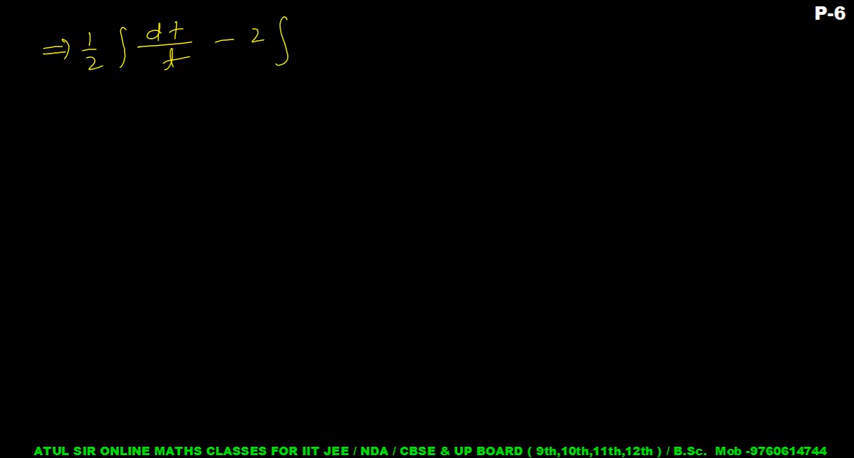 P-6
⇒ 1/2 ∫ dt/t - 2 ∫
ATUL SIR ONLINE MATHS CLASSES FOR IIT JEE / NDA / CBSE & UP BOARD ( 9th,10th,11th,12th ) / B.Sc. Mob -9760614744